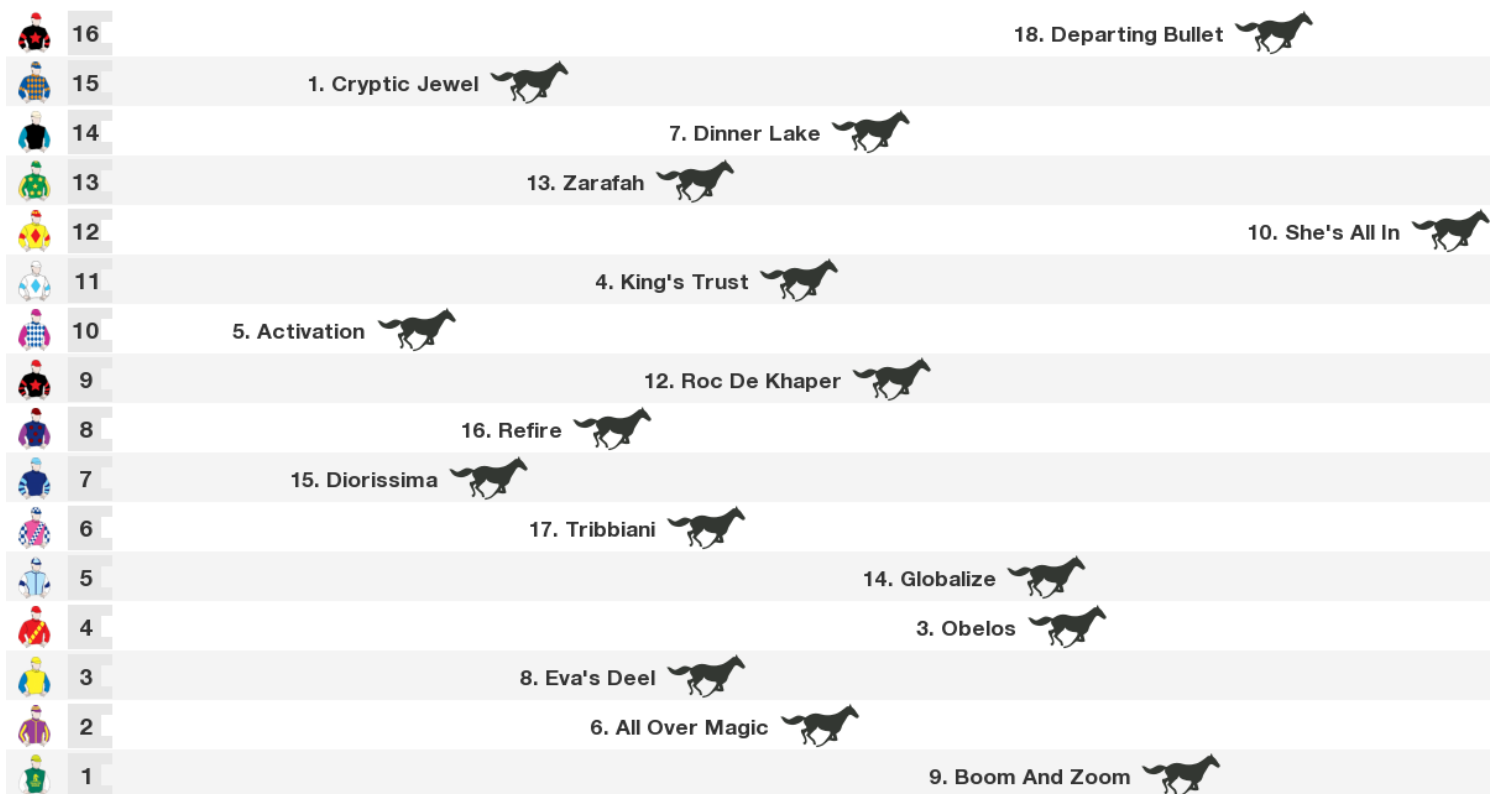 16 18. Departing Bullet
15 1. Cryptic Jewel
14 7. Dinner Lake
13 13. Zarafah
12 10. She's All In
11 4. King's Trust
10 5. Activation
9 12. Roc De Khaper
8 16. Refire
7 15. Diorissima
6 17. Tribbiani
5 14. Globalize
4 3. Obelos
3 8. Eva's Deel
2 6. All Over Magic
1 9. Boom And Zoom